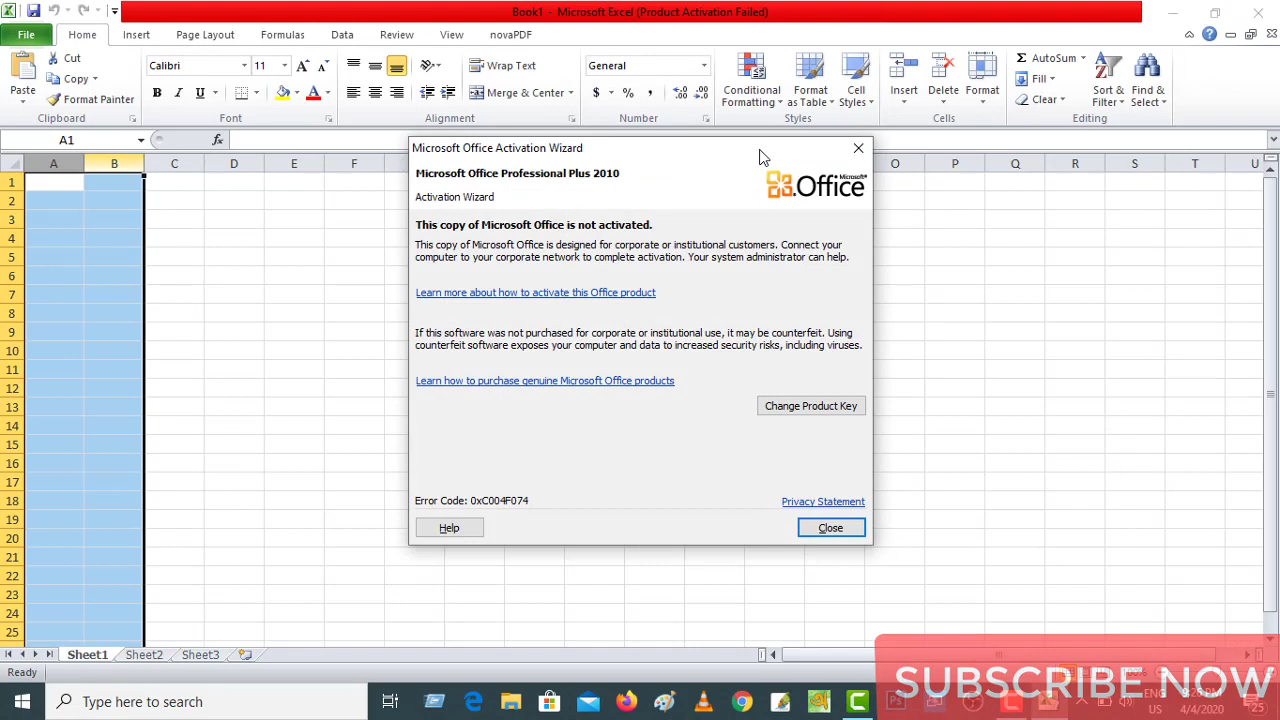 Book1 - Microsoft Excel (Product Activation Failed)
File Home Insert Page Layout Formulas Data Review View novaPDF
Paste
Cut
Copy
Format Painter
Clipboard
Calibri 11
B I U
Font
Wrap Text
Merge & Center
Alignment
General
$ % ,
Number
Conditional Formatting
Format as Table
Cell Styles
Styles
Insert Delete Format
Cells
Σ AutoSum
Fill
Clear
Sort & Filter
Find & Select
Editing
A1 fx
A B C D E F O P Q R S T U
1
2
3
4
5
6
7
8
9
10
11
12
13
14
15
16
17
18
19
20
21
22
23
24
25
Microsoft Office Activation Wizard
Microsoft Office Professional Plus 2010
Activation Wizard
Microsoft® Office
This copy of Microsoft Office is not activated.
This copy of Microsoft Office is designed for corporate or institutional customers. Connect your
computer to your corporate network to complete activation. Your system administrator can help.
Learn more about how to activate this Office product
If this software was not purchased for corporate or institutional use, it may be counterfeit. Using
counterfeit software exposes your computer and data to increased security risks, including viruses.
Learn how to purchase genuine Microsoft Office products
Change Product Key
Error Code: 0xC004F074
Privacy Statement
Help Close
Sheet1 Sheet2 Sheet3
Ready 100%
SUBSCRIBE NOW
Type here to search
ENG
US
9:26 PM
4/4/2020
25